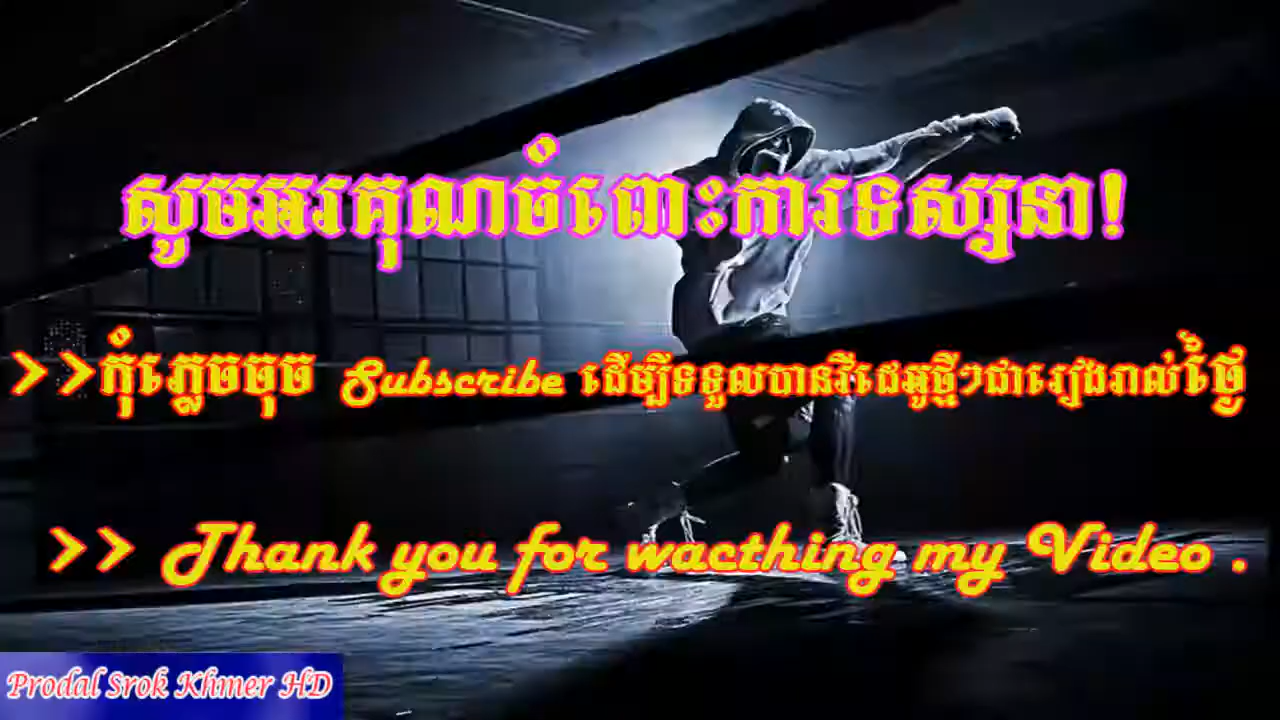 សូមអរគុណចំពោះការទស្សនា!
>>កុំភ្លេចចុច Subscribe ដើម្បីទទួលបានវីដេអូថ្មីៗជារៀងរាល់ថ្ងៃ
>> Thank you for wacthing my Video .
Prodal Srok Khmer HD